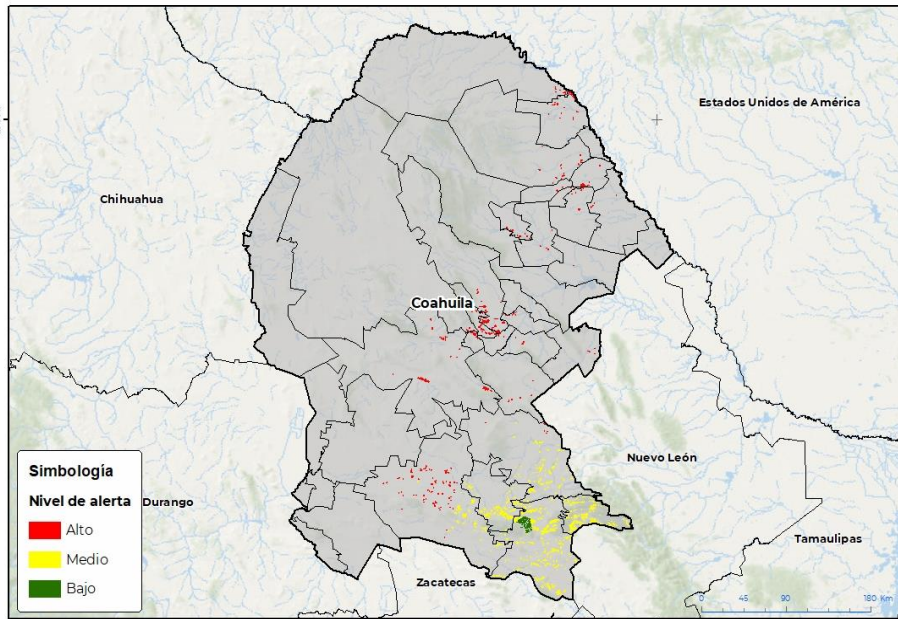 Estados Unidos de América
Chihuahua
Coahuila
Nuevo León
Durango
Tamaulipas
Zacatecas
Simbología
Nivel de alerta
Alto
Medio
Bajo
0 45 90 180 Km